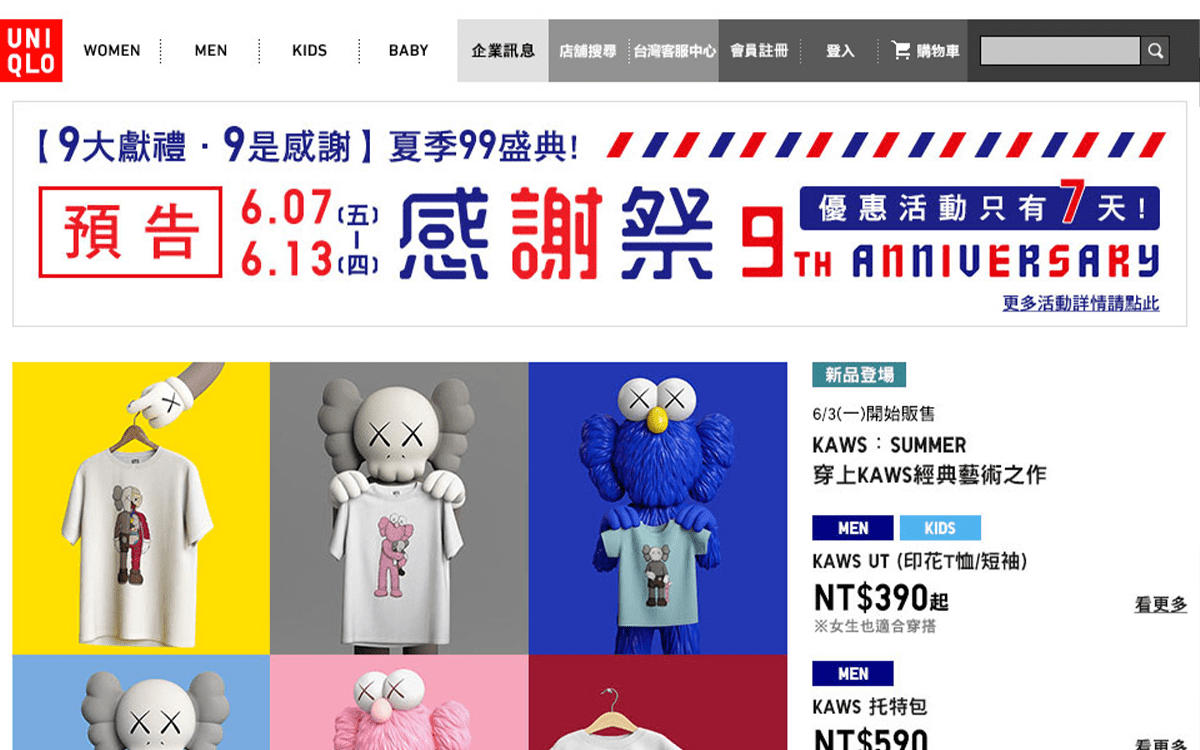 UNI
QLO
WOMEN
MEN
KIDS
BABY
企業訊息
店舖搜尋
台灣客服中心
會員註冊
登入
購物車
【9大獻禮・9是感謝】夏季99盛典!
預告
6.07(五)
-
6.13(四)
感謝祭
9TH ANNIVERSARY
優惠活動只有7天!
更多活動詳情請點此
新品登場
6/3(一)開始販售
KAWS：SUMMER
穿上KAWS經典藝術之作
MEN
KIDS
KAWS UT (印花T恤/短袖)
NT$390起
看更多
※女生也適合穿搭
MEN
KAWS 托特包
NT$590
看更多